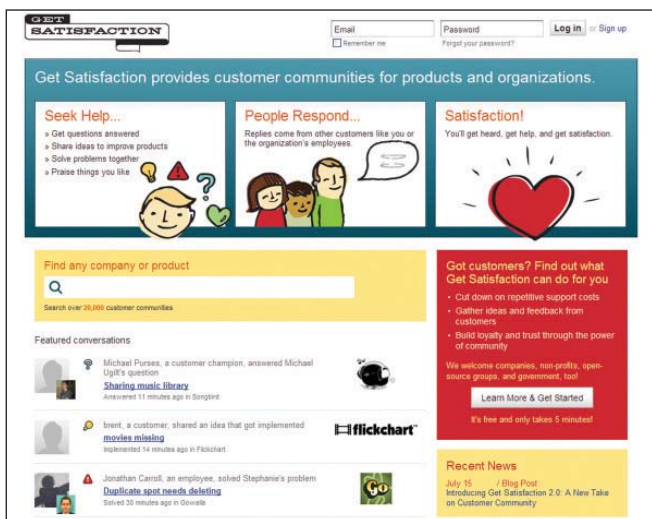 GET
SATISFACTION
Email
Password
Log in or Sign up
Remember me
Forgot your password?
Get Satisfaction provides customer communities for products and organizations.
Seek Help...
» Get questions answered
» Share ideas to improve products
» Solve problems together
» Praise things you like
People Respond...
Replies come from other customers like you or
the organization's employees.
Satisfaction!
You'll get heard, get help, and get satisfaction.
Find any company or product
Search over 20,000 customer communities
Got customers? Find out what
Get Satisfaction can do for you
• Cut down on repetitive support costs
• Gather ideas and feedback from
customers
• Build loyalty and trust through the power
of community
We welcome companies, non-profits, open-
source groups, and government, too!
Learn More & Get Started
It's free and only takes 5 minutes!
Featured conversations
Michael Purses, a customer champion, answered Michael
Ugill's question
Sharing music library
Answered 11 minutes ago in Songbird
brent, a customer, shared an idea that got implemented
movies missing
Implemented 14 minutes ago in Flickchart
flickchart™
Jonathan Carroll, an employee, solved Stephanie's problem
Duplicate spot needs deleting
Solved 30 minutes ago in Gowalla
Go
Recent News
July 15 / Blog Post
Introducing Get Satisfaction 2.0: A New Take
on Customer Community